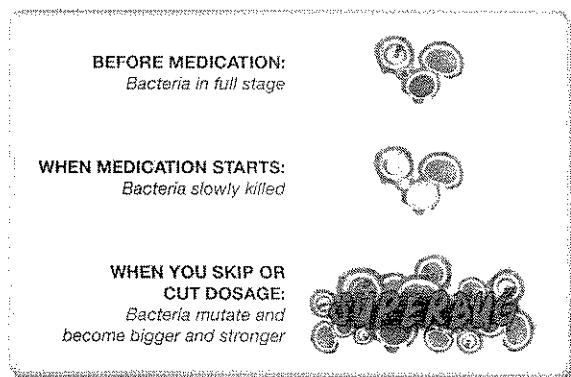 BEFORE MEDICATION:
Bacteria in full stage
WHEN MEDICATION STARTS:
Bacteria slowly killed
WHEN YOU SKIP OR
CUT DOSAGE:
Bacteria mutate and
become bigger and stronger
SUPERBUG